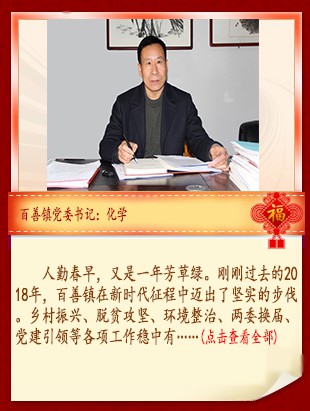 百善镇党委书记：化学
福
人勤春早，又是一年芳草绿。刚刚过去的20
18年，百善镇在新时代征程中迈出了坚实的步伐
。乡村振兴、脱贫攻坚、环境整治、两委换届、
党建引领等各项工作稳中有……(点击查看全部)